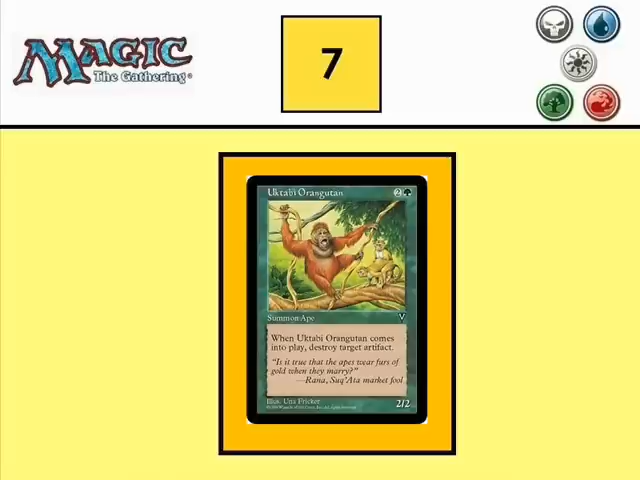 MAGIC
The Gathering®
7
Uktabi Orangutan
2
Summon Ape
When Uktabi Orangutan comes
into play, destroy target artifact.
"Is it true that the apes wear furs of
gold when they marry?"
—Rana, Suq'Ata market fool
Illus. Una Fricker
2/2